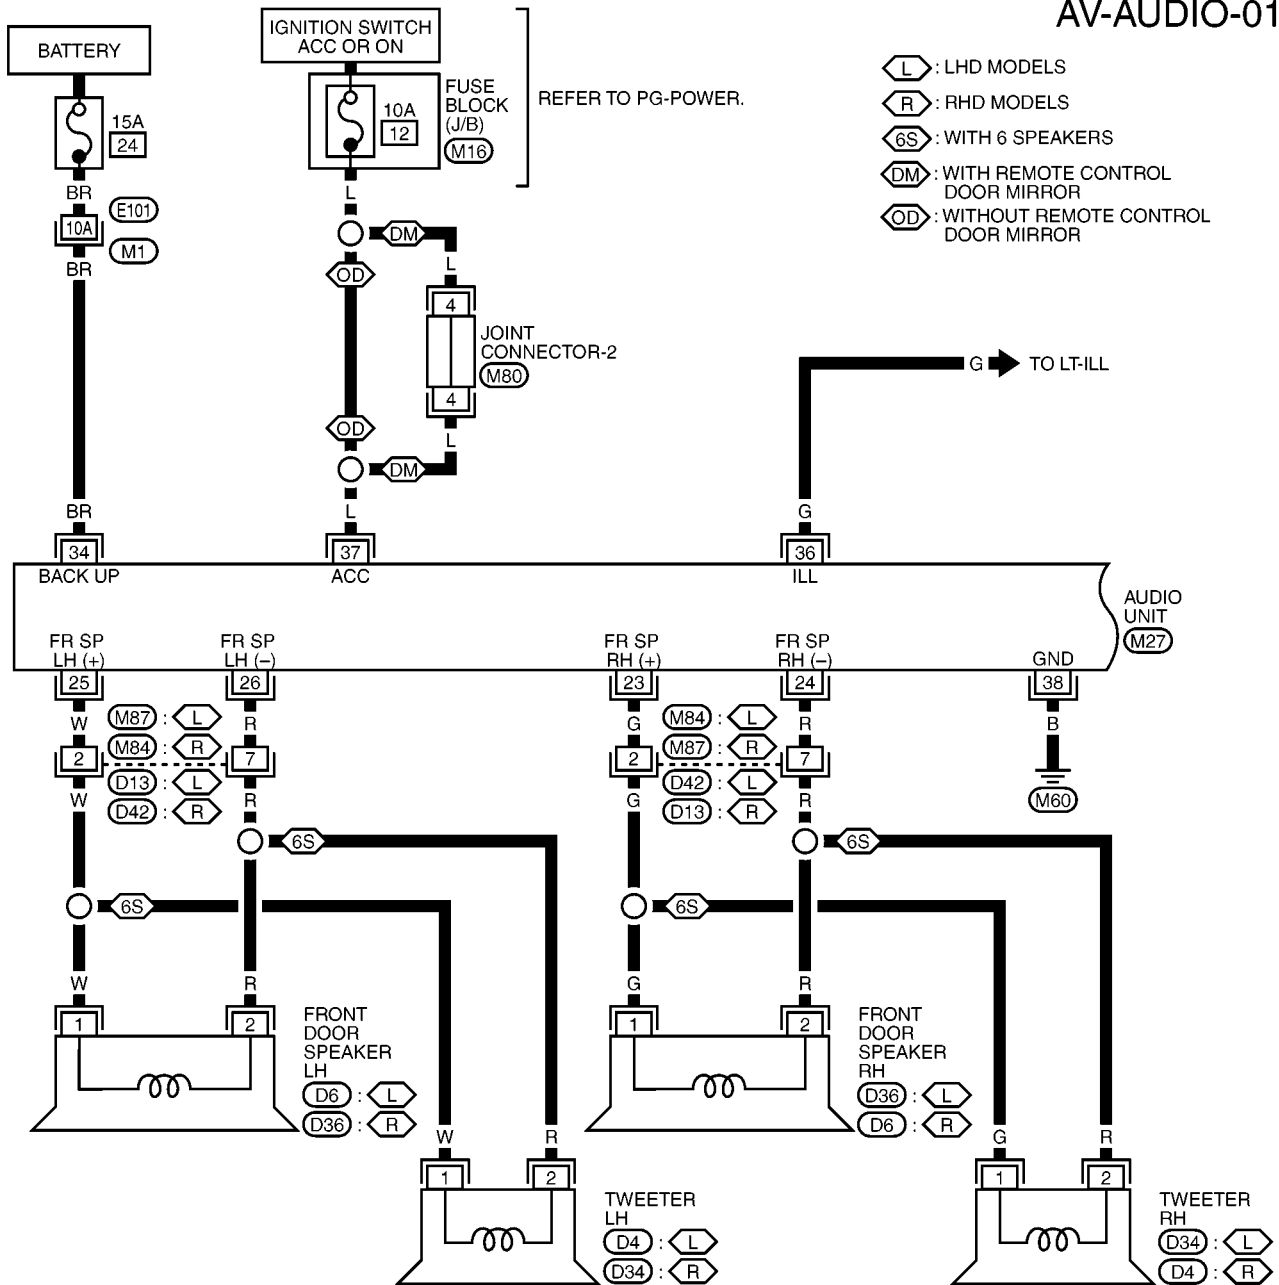 AV-AUDIO-01
BATTERY
IGNITION SWITCH
ACC OR ON
15A
24
10A
12
FUSE
BLOCK
(J/B)
M16
REFER TO PG-POWER.
L : LHD MODELS
R : RHD MODELS
6S : WITH 6 SPEAKERS
DM : WITH REMOTE CONTROL
DOOR MIRROR
OD : WITHOUT REMOTE CONTROL
DOOR MIRROR
BR
E101
10A
M1
BR
L
DM
OD
L
4
JOINT
CONNECTOR-2
M80
4
OD
L
DM
G TO LT-ILL
BR
L
G
34
37
36
BACK UP
ACC
ILL
AUDIO
UNIT
M27
FR SP
LH (+)
FR SP
LH (–)
FR SP
RH (+)
FR SP
RH (–)
GND
25
26
23
24
38
W
M87 : L
R
G
M84 : L
R
B
2
M84 : R
7
2
M87 : R
7
W
D13 : L
R
G
D42 : L
R
M60
D42 : R
D13 : R
6S
6S
6S
6S
W
R
G
R
1
2
FRONT
DOOR
SPEAKER
LH
D6 : L
D36 : R
1
2
FRONT
DOOR
SPEAKER
RH
D36 : L
D6 : R
W
R
G
R
1
2
TWEETER
LH
D4 : L
D34 : R
1
2
TWEETER
RH
D34 : L
D4 : R